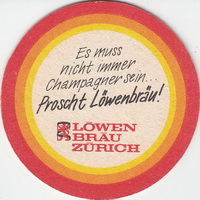 Es muss
nicht immer
Champagner sein...
Proscht Löwenbräu!
LÖWEN
BRÄU
ZÜRICH